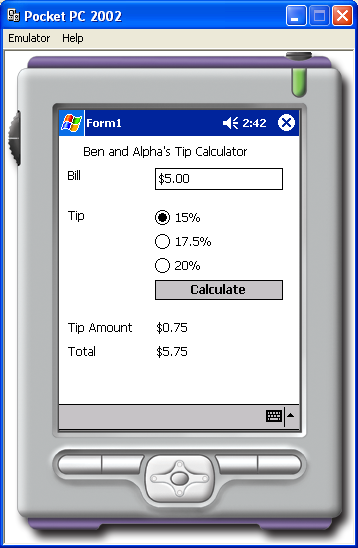 Pocket PC 2002
Emulator Help
Form1 2:42
Ben and Alpha's Tip Calculator
Bill $5.00
Tip 15%
17.5%
20%
Calculate
Tip Amount $0.75
Total $5.75